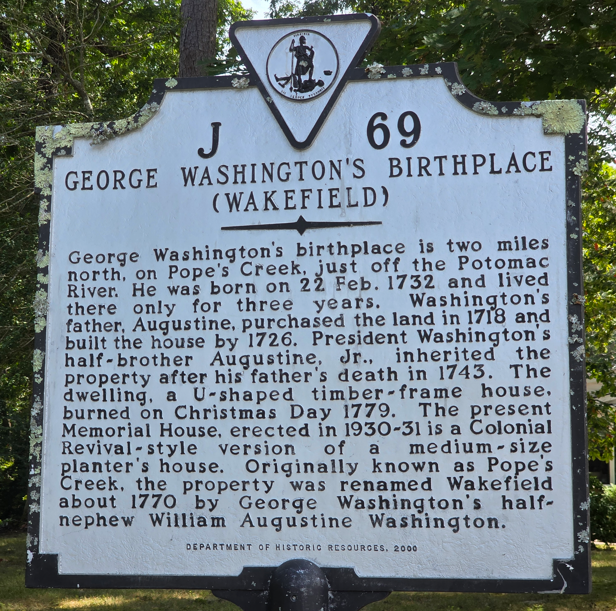 J 69
GEORGE WASHINGTON'S BIRTHPLACE
(WAKEFIELD)
George Washington's birthplace is two miles
north, on Pope's Creek, just off the Potomac
River. He was born on 22 Feb. 1732 and lived
there only for three years. Washington's
father, Augustine, purchased the land in 1718 and
built the house by 1726. President Washington's
half-brother Augustine, Jr., inherited the
property after his father's death in 1743. The
dwelling, a U-shaped timber-frame house,
burned on Christmas Day 1779. The present
Memorial House, erected in 1930-31 is a Colonial
Revival-style version of a medium-size
planter's house. Originally known as Pope's
Creek, the property was renamed Wakefield
about 1770 by George Washington's half-
nephew William Augustine Washington.
DEPARTMENT OF HISTORIC RESOURCES, 2000